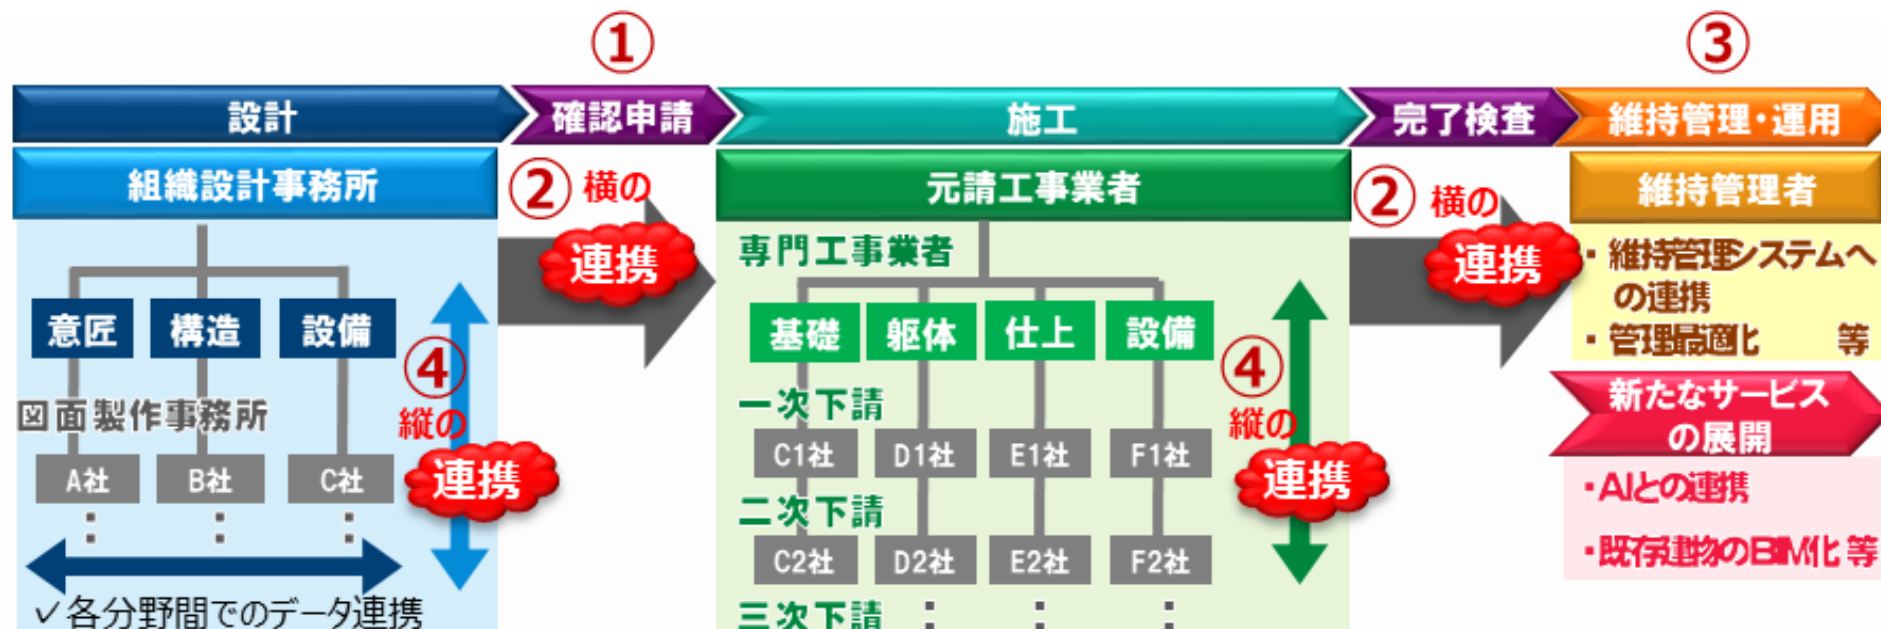 ①
③
設計
確認申請
施工
完了検査
維持管理・運用
組織設計事務所
② 横の
連携
元請工事業者
② 横の
連携
維持管理者
専門工事業者
・維持管理システムへ
の連携
・管理最適化 等
意匠 構造 設備
基礎 躯体 仕上 設備
④
縦の
連携
④
縦の
連携
図面製作事務所
一次下請
新たなサービス
の展開
A社 B社 C社
C1社 D1社 E1社 F1社
・AIとの連携
二次下請
C2社 D2社 E2社 F2社
・既存建物のBIM化 等
✓各分野間でのデータ連携
三次下請